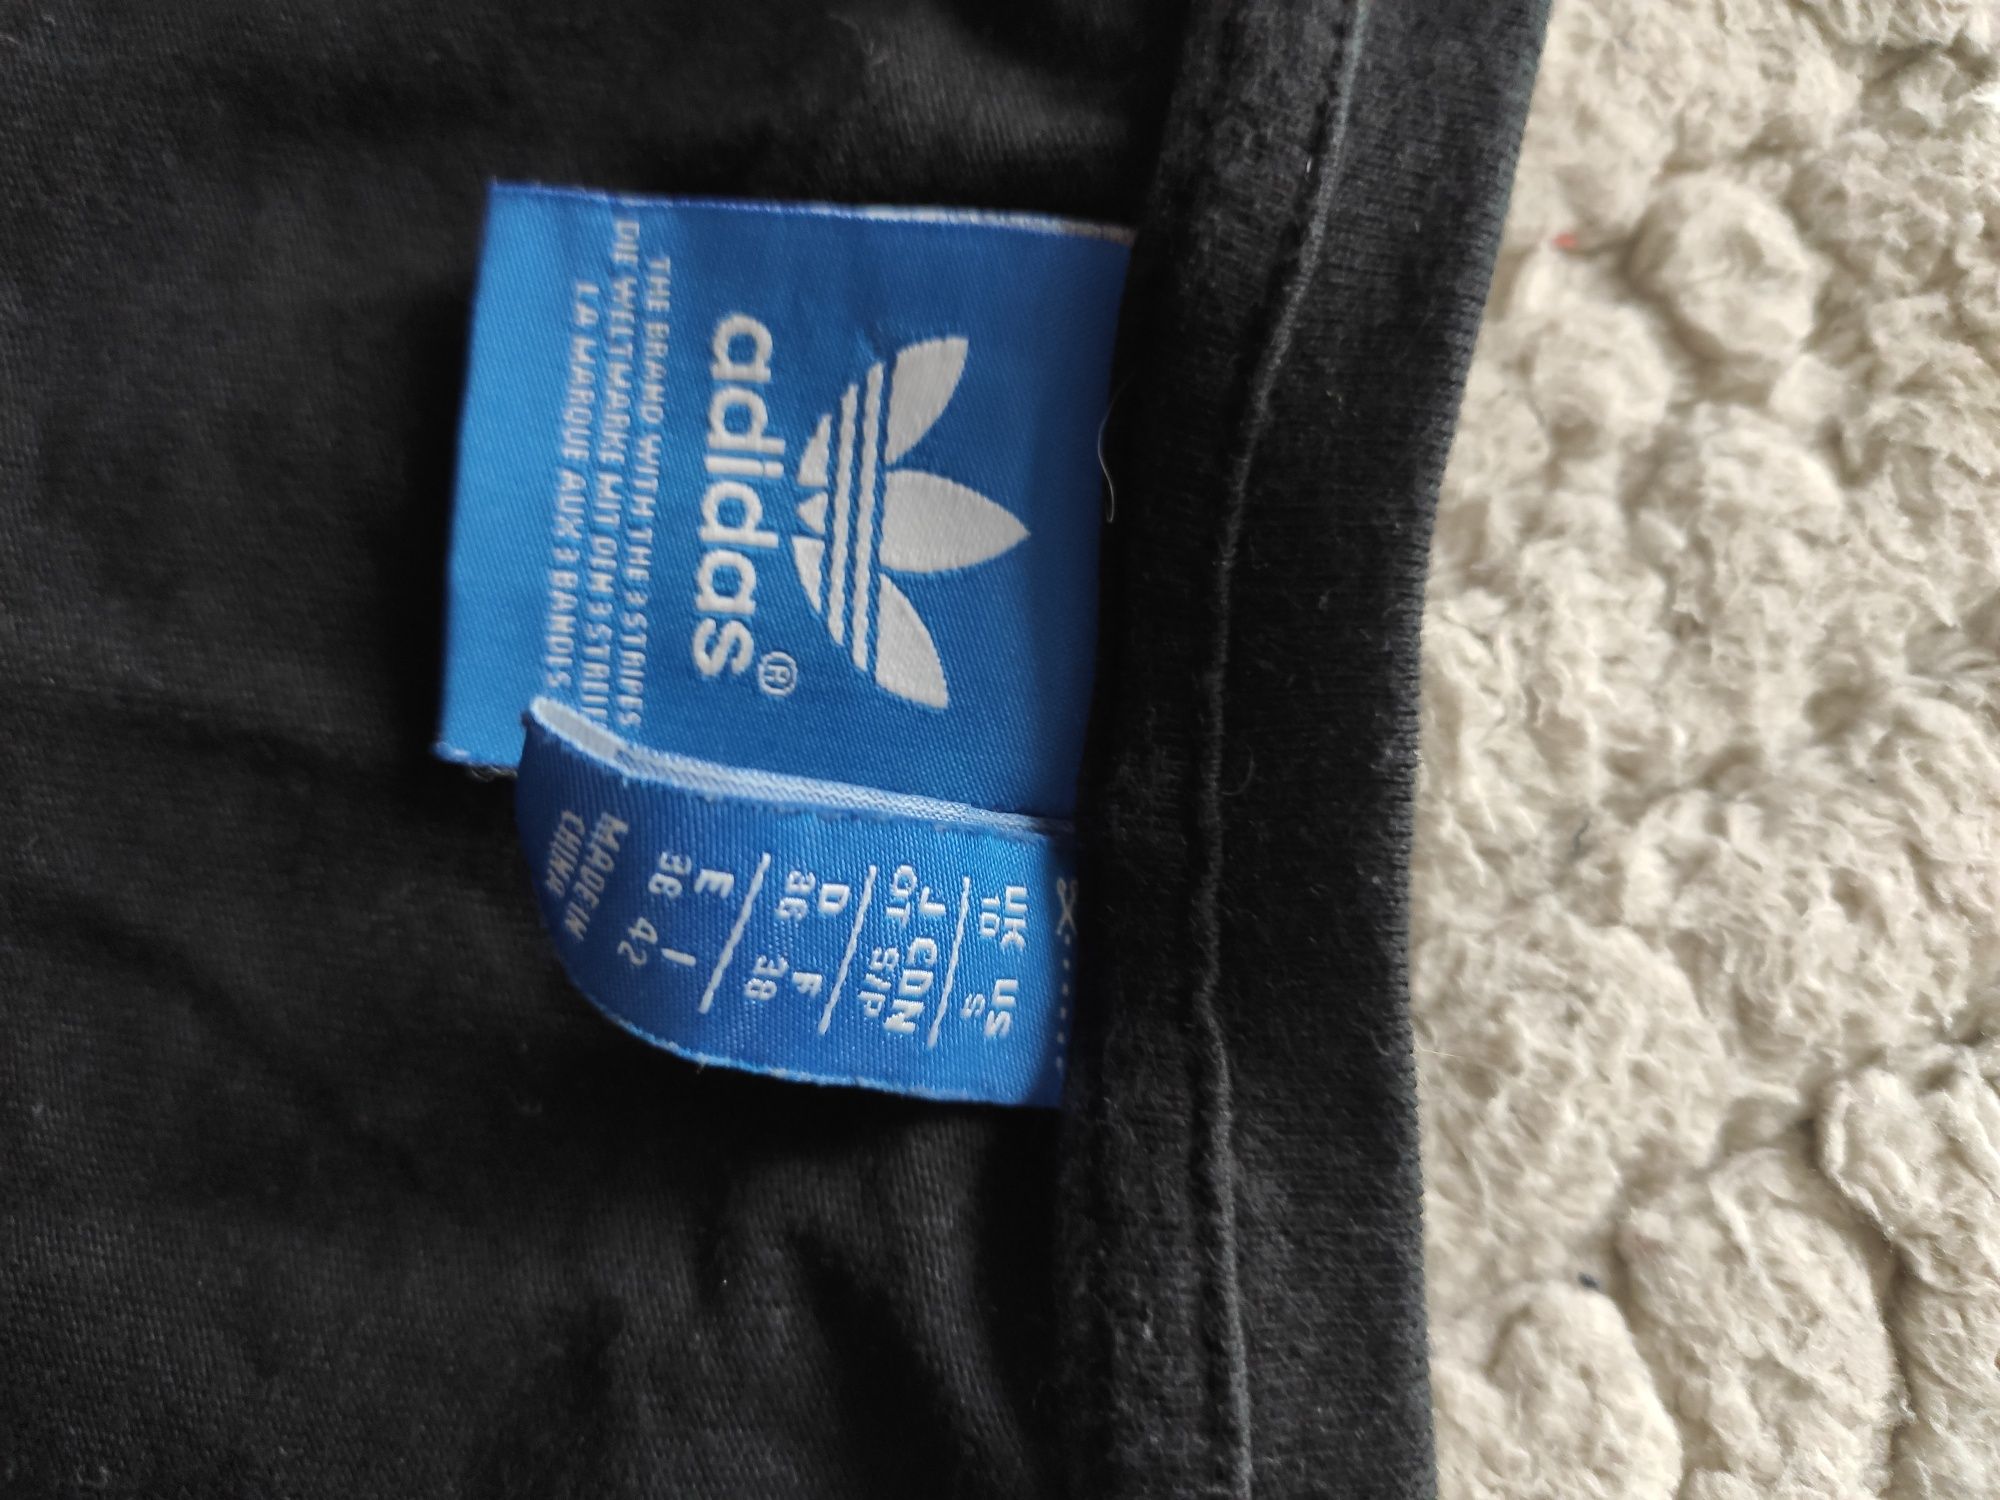 adidas®
THE BRAND WITH THE 3 STRIPES
DIE WELTMARKE MIT DEN 3 STREIF
LA MARQUE AUX 3 BANDES
UK US
10 S
J CDN
OT S/P
D F
36 38
E I
38 42
MADE IN
CHINA